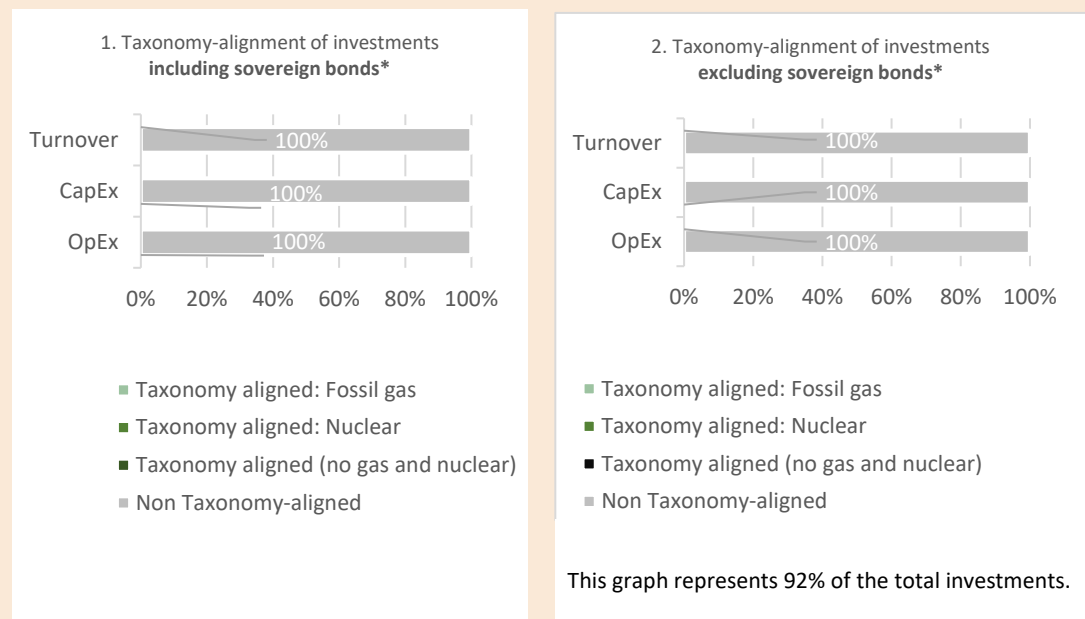 1. Taxonomy-alignment of investments
including sovereign bonds*
Turnover
100%
CapEx
100%
OpEx
100%
0% 20% 40% 60% 80% 100%
Taxonomy aligned: Fossil gas
Taxonomy aligned: Nuclear
Taxonomy aligned (no gas and nuclear)
Non Taxonomy-aligned
2. Taxonomy-alignment of investments
excluding sovereign bonds*
Turnover
100%
CapEx
100%
OpEx
100%
0% 20% 40% 60% 80% 100%
Taxonomy aligned: Fossil gas
Taxonomy aligned: Nuclear
Taxonomy aligned (no gas and nuclear)
Non Taxonomy-aligned
This graph represents 92% of the total investments.